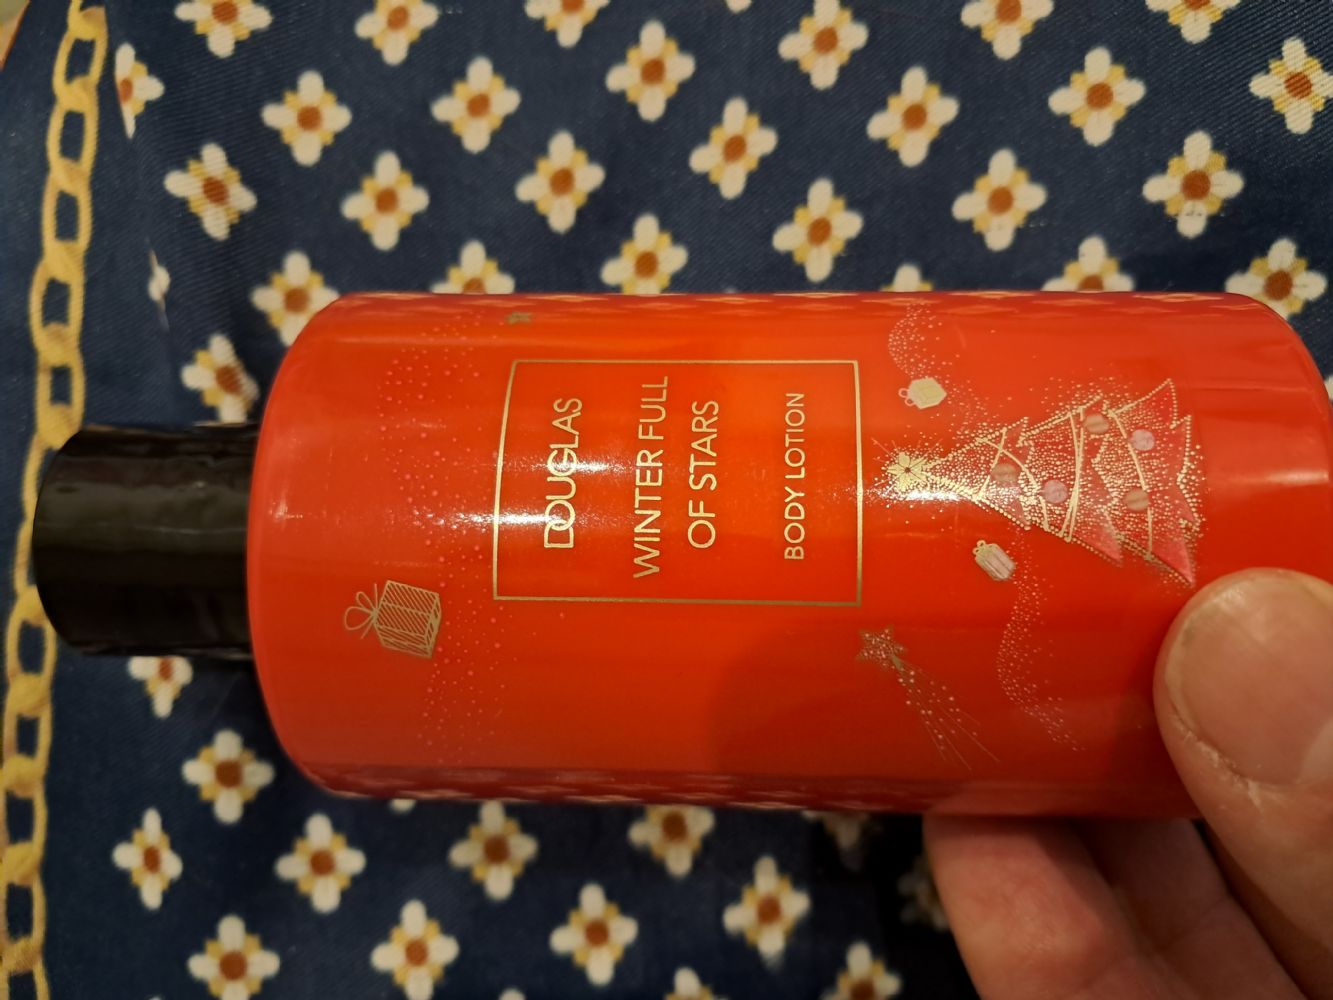 DOUGLAS
WINTER FULL
OF STARS
BODY LOTION